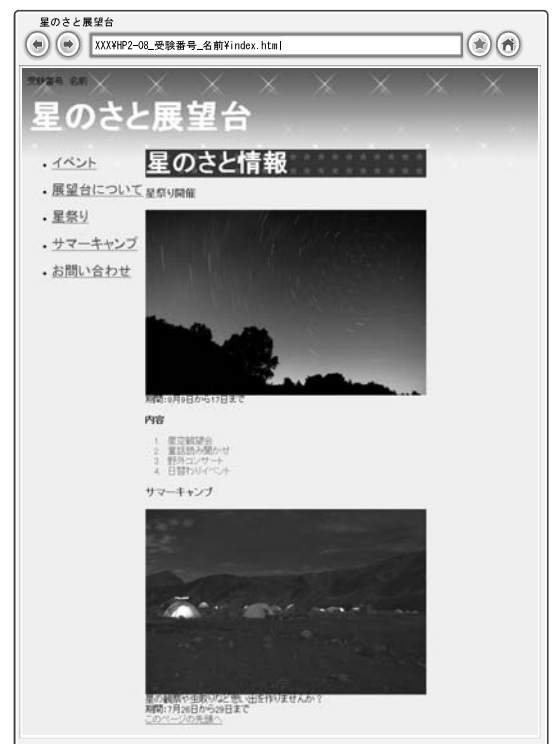 星のさと展望台
XXX¥HP2-08_受験番号_名前¥index.html
受験番号 名前
星のさと展望台
・イベント
・展望台について
・星祭り
・サマーキャンプ
・お問い合わせ
星のさと情報
星祭り開催
期間:8月9日から17日まで
内容
1. 星空観望会
2. 童話読み聞かせ
3. 野外コンサート
4. 日替わりイベント
サマーキャンプ
星の観察や虫取りなど思い出を作りませんか?
期間:7月26日から29日まで
このページの先頭へ